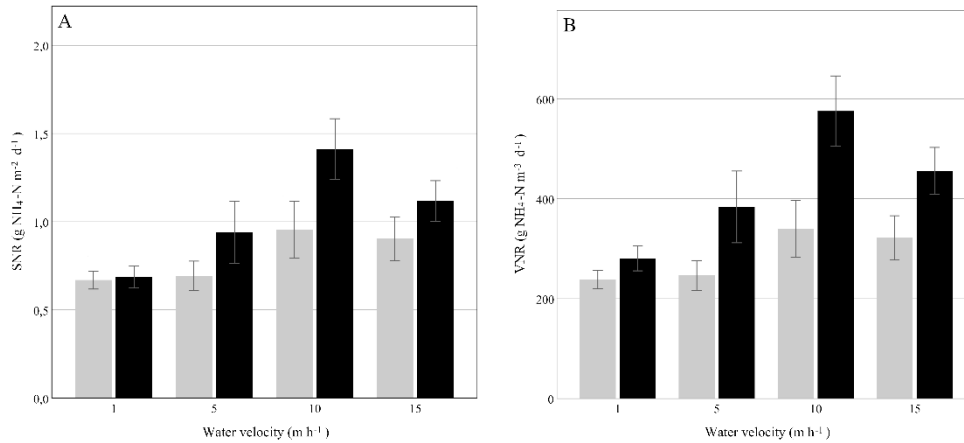 A
SNR (g NH₄-N m⁻² d⁻¹)
2,0
1,5
1,0
0,5
0,0
1 5 10 15
Water velocity (m h⁻¹)
B
VNR (g NH₄-N m⁻³ d⁻¹)
600
400
200
0
1 5 10 15
Water velocity (m h⁻¹)